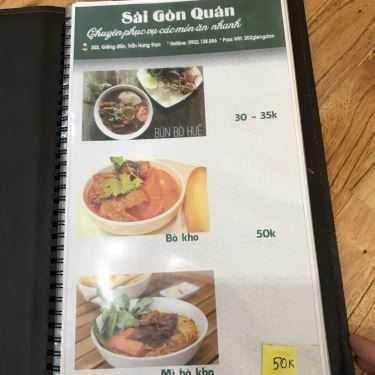 Sài Gòn Quán
Chuyên phục vụ các món ăn nhanh
BÚN BÒ HUẾ
30 - 35k
Bò kho
50k
Mì bò kho
50K